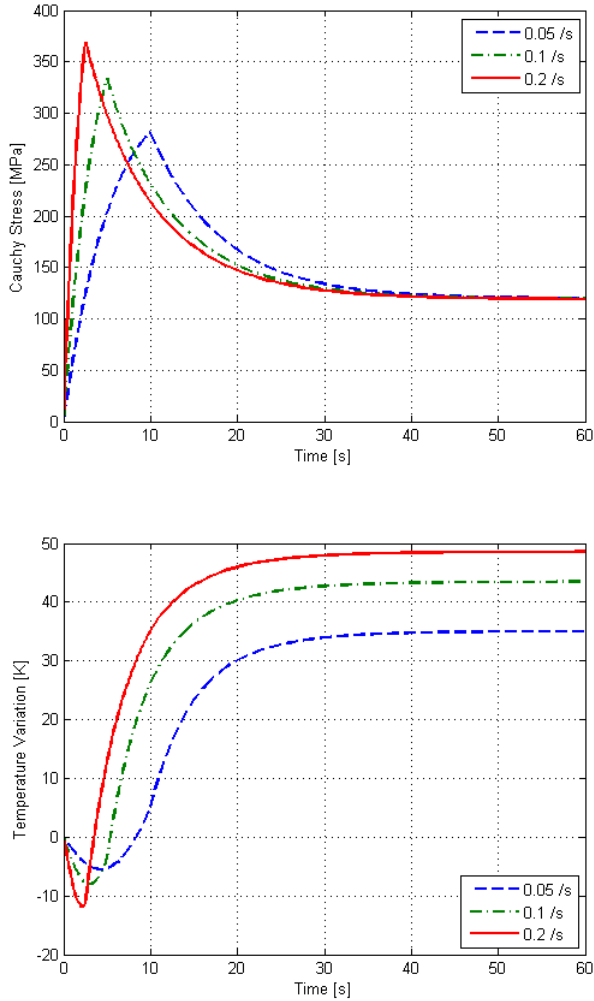 400
350
300
250
200
150
100
50
0
Cauchy Stress [MPa]
0.05 /s
0.1 /s
0.2 /s
0 10 20 30 40 50 60
Time [s]
50
40
30
20
10
0
-10
-20
Temperature Variation [K]
0.05 /s
0.1 /s
0.2 /s
0 10 20 30 40 50 60
Time [s]